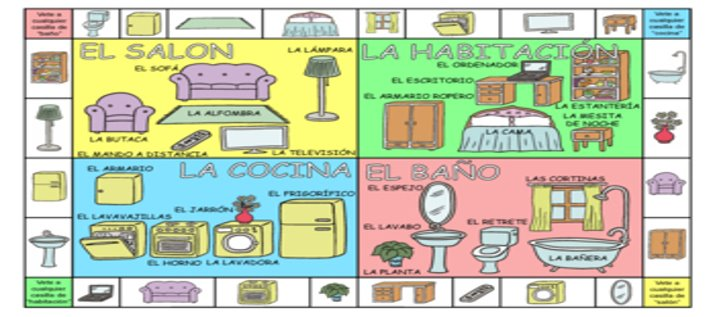 Vete a
cualquier
casilla de
"baño"
Vete a
cualquier
casilla de
"cocina"
EL SALON
LA LÁMPARA
EL SOFÁ
LA ALFOMBRA
LA BUTACA
EL MANDO A DISTANCIA
LA TELEVISIÓN
LA HABITACIÓN
EL ORDENADOR
EL ESCRITORIO
EL ARMARIO ROPERO
LA ESTANTERÍA
LA MESITA
DE NOCHE
LA CAMA
LA COCINA
EL ARMARIO
EL FRIGORÍFICO
EL JARRÓN
EL LAVAVAJILLAS
EL HORNO
LA LAVADORA
EL BAÑO
EL ESPEJO
LAS CORTINAS
EL LAVABO
EL RETRETE
LA BAÑERA
LA PLANTA
Vete a
cualquier
casilla de
"habitación"
Vete a
cualquier
casilla de
"salón"